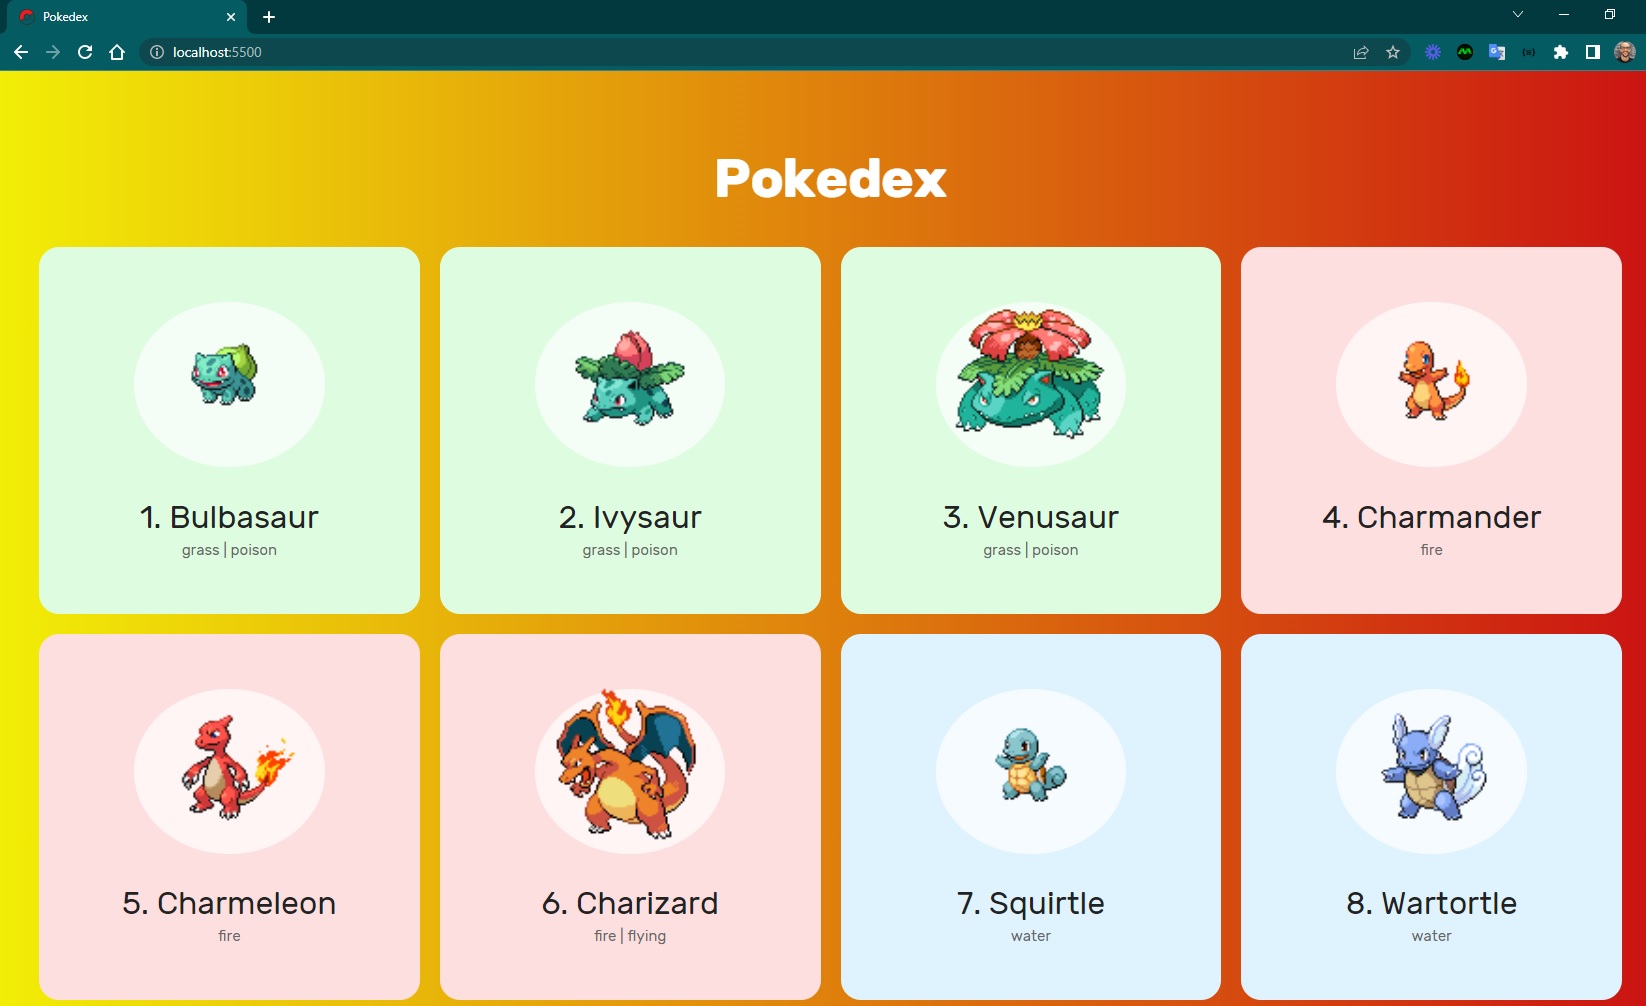 Pokedex
localhost:5500
Pokedex
1. Bulbasaur
grass | poison
2. Ivysaur
grass | poison
3. Venusaur
grass | poison
4. Charmander
fire
5. Charmeleon
fire
6. Charizard
fire | flying
7. Squirtle
water
8. Wartortle
water